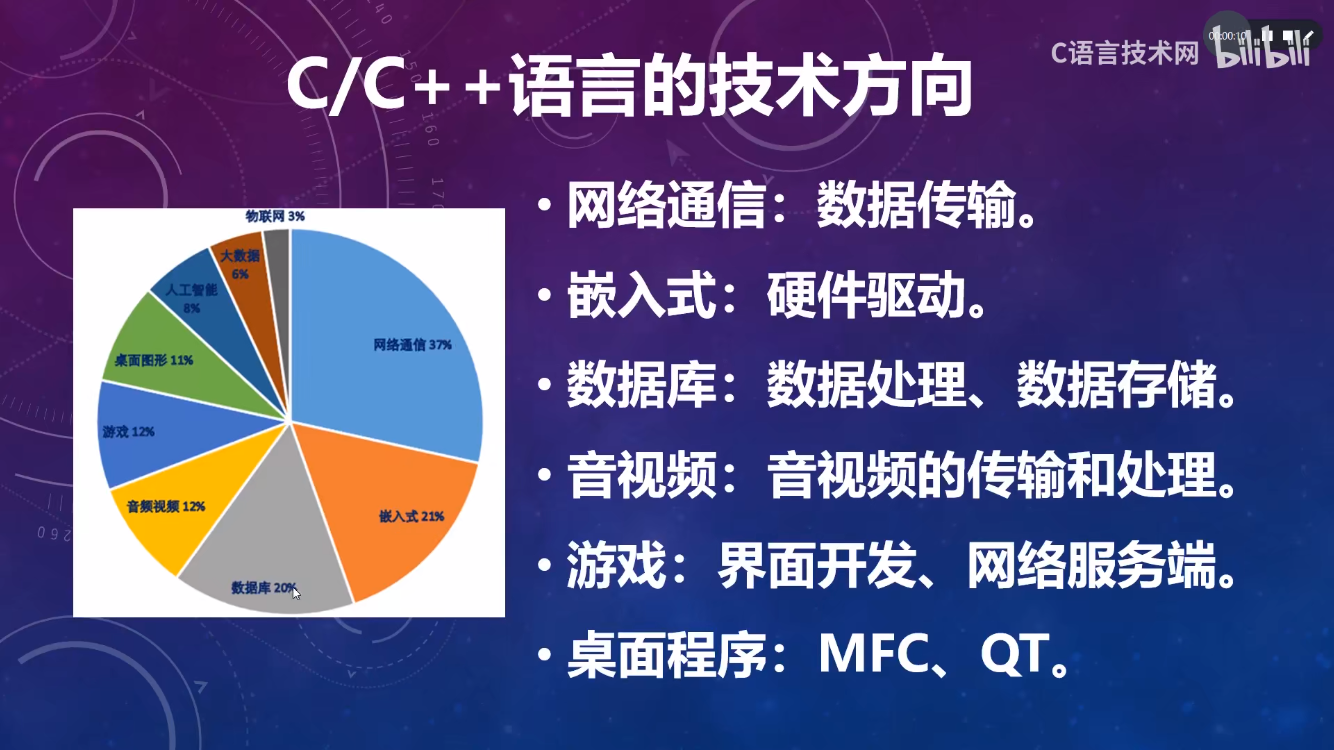 C语言技术网
bilibili
C/C++语言的技术方向
物联网 3%
大数据
6%
人工智能
8%
桌面图形 11%
游戏 12%
音频视频 12%
数据库 20%
嵌入式 21%
网络通信 37%
• 网络通信：数据传输。
• 嵌入式：硬件驱动。
• 数据库：数据处理、数据存储。
• 音视频：音视频的传输和处理。
• 游戏：界面开发、网络服务端。
• 桌面程序：MFC、QT。
140
150
160
170
260